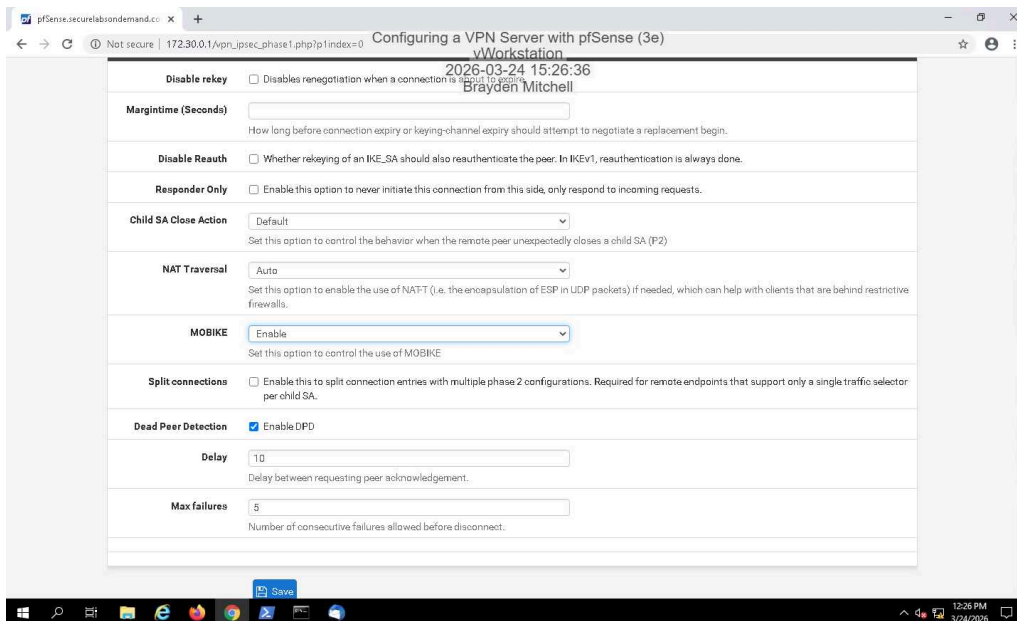 pfSense.securelabsondemand.co
Not secure | 172.30.0.1/vpn_ipsec_phase1.php?p1index=0
Configuring a VPN Server with pfSense (3e)
vWorkstation
2026-03-24 15:26:36
Brayden Mitchell
Disable rekey
Disables renegotiation when a connection is about to expire.
Margintime (Seconds)
How long before connection expiry or keying-channel expiry should attempt to negotiate a replacement begin.
Disable Reauth
Whether rekeying of an IKE_SA should also reauthenticate the peer. In IKEv1, reauthentication is always done.
Responder Only
Enable this option to never initiate this connection from this side, only respond to incoming requests.
Child SA Close Action
Default
Set this option to control the behavior when the remote peer unexpectedly closes a child SA (P2)
NAT Traversal
Auto
Set this option to enable the use of NAT-T (i.e. the encapsulation of ESP in UDP packets) if needed, which can help with clients that are behind restrictive
firewalls.
MOBIKE
Enable
Set this option to control the use of MOBIKE
Split connections
Enable this to split connection entries with multiple phase 2 configurations. Required for remote endpoints that support only a single traffic selector
per child SA.
Dead Peer Detection
Enable DPD
Delay
10
Delay between requesting peer acknowledgement.
Max failures
5
Number of consecutive failures allowed before disconnect.
Save
12:26 PM
3/24/2026